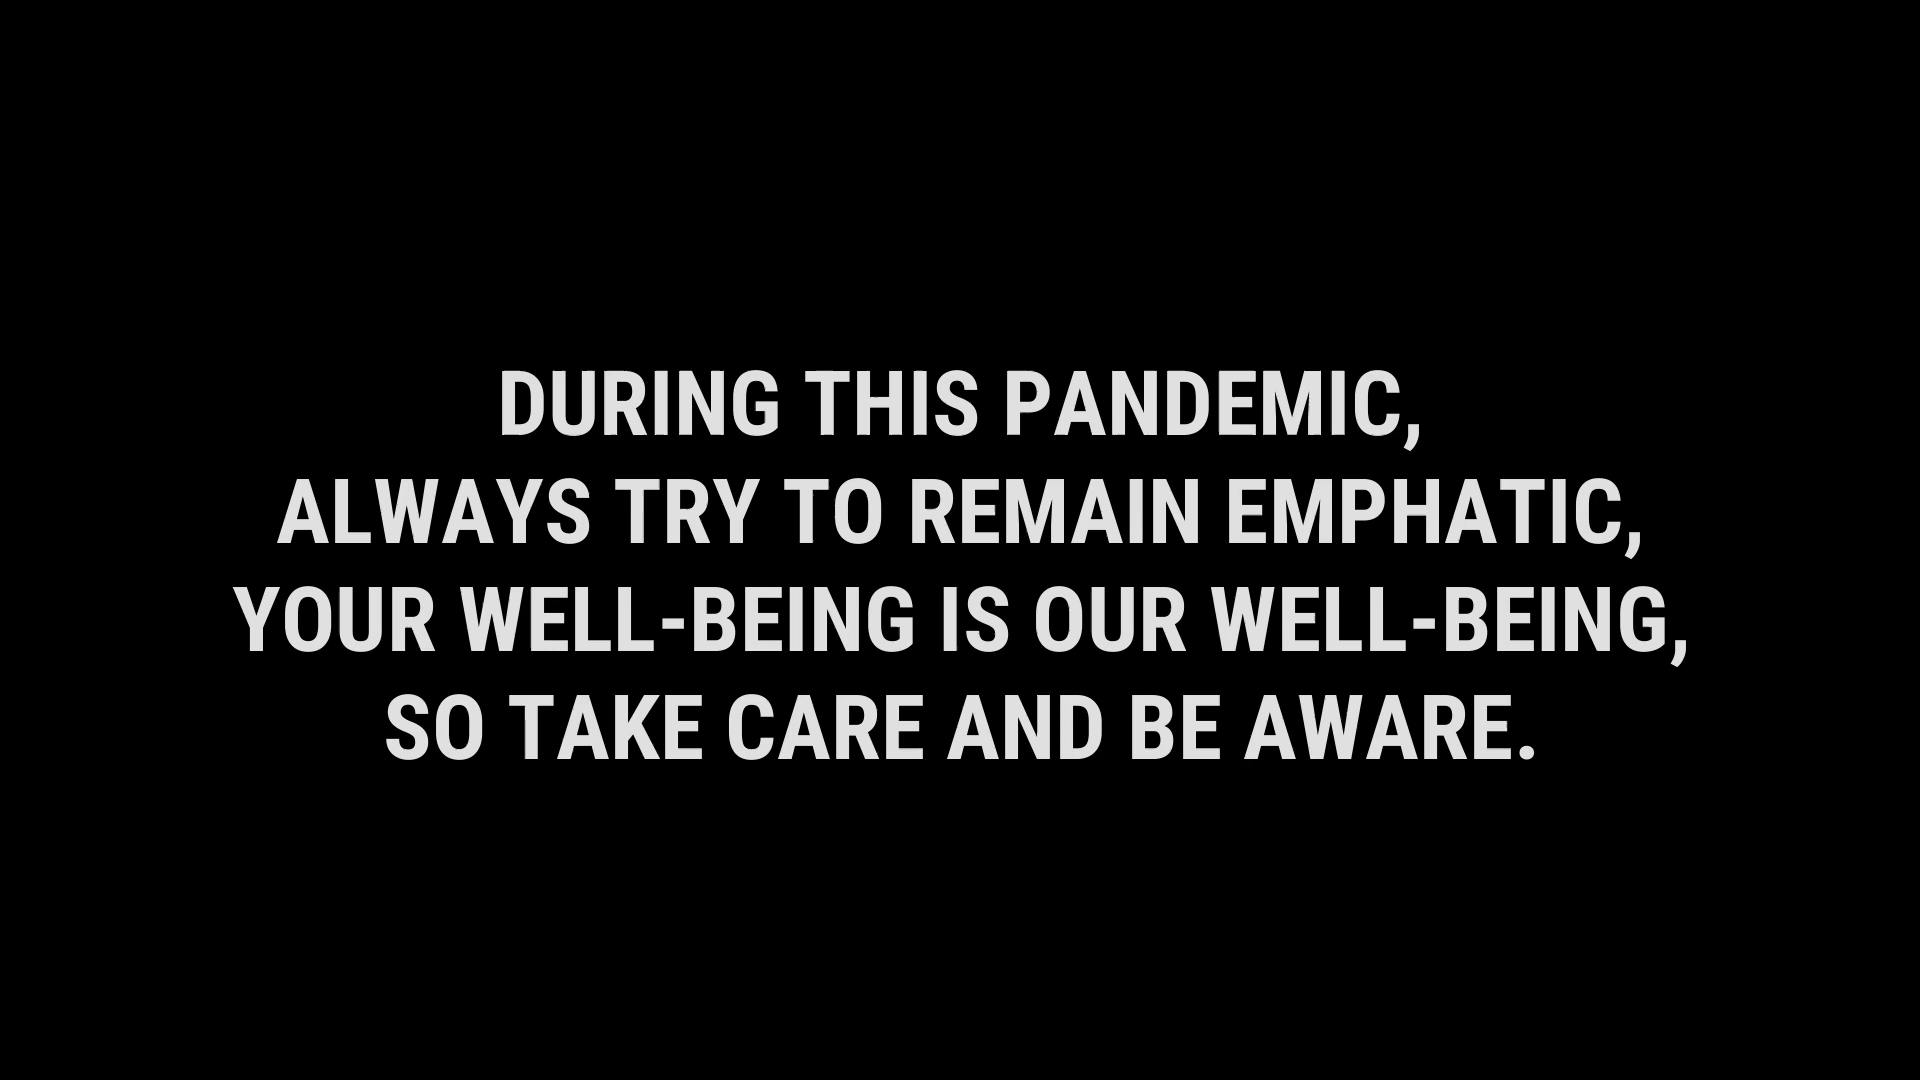 DURING THIS PANDEMIC,
ALWAYS TRY TO REMAIN EMPHATIC,
YOUR WELL-BEING IS OUR WELL-BEING,
SO TAKE CARE AND BE AWARE.